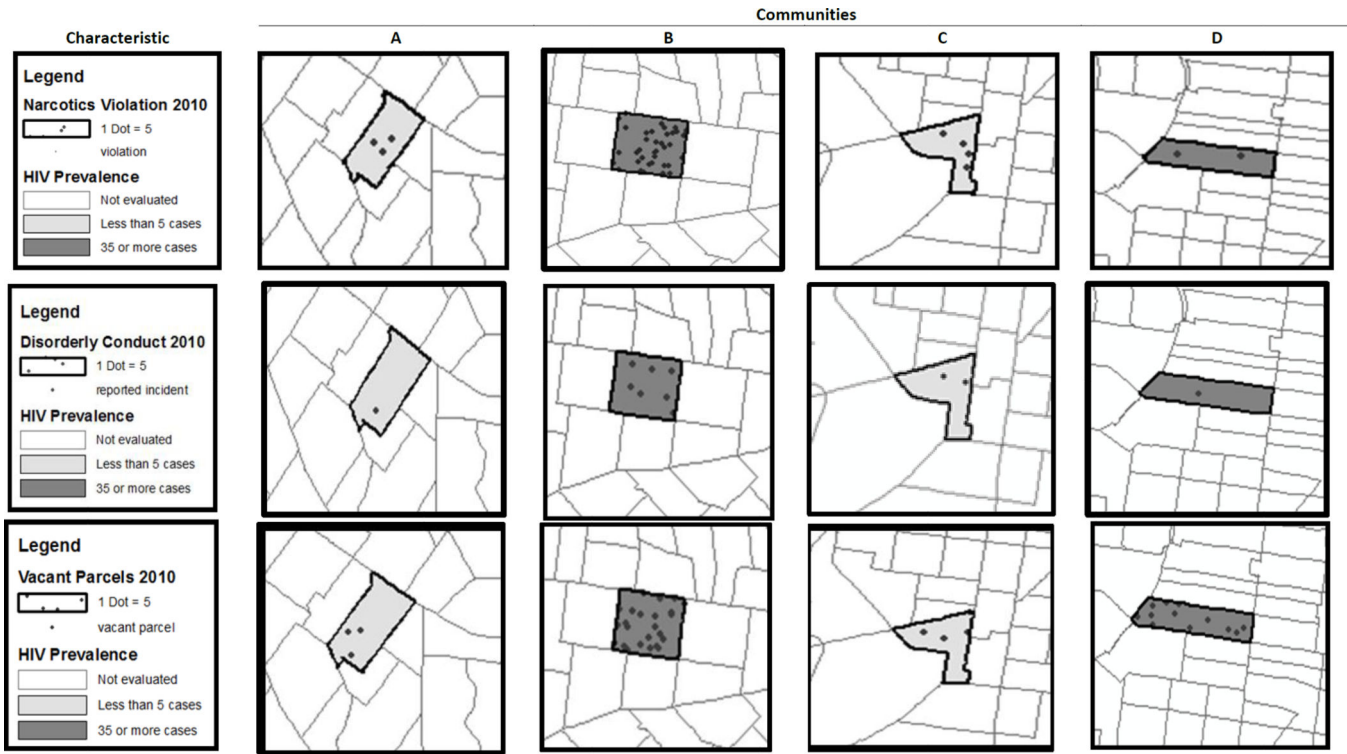 Communities
Characteristic A B C D
Legend
Narcotics Violation 2010
1 Dot = 5
violation
HIV Prevalence
Not evaluated
Less than 5 cases
35 or more cases
Legend
Disorderly Conduct 2010
1 Dot = 5
reported incident
HIV Prevalence
Not evaluated
Less than 5 cases
35 or more cases
Legend
Vacant Parcels 2010
1 Dot = 5
vacant parcel
HIV Prevalence
Not evaluated
Less than 5 cases
35 or more cases